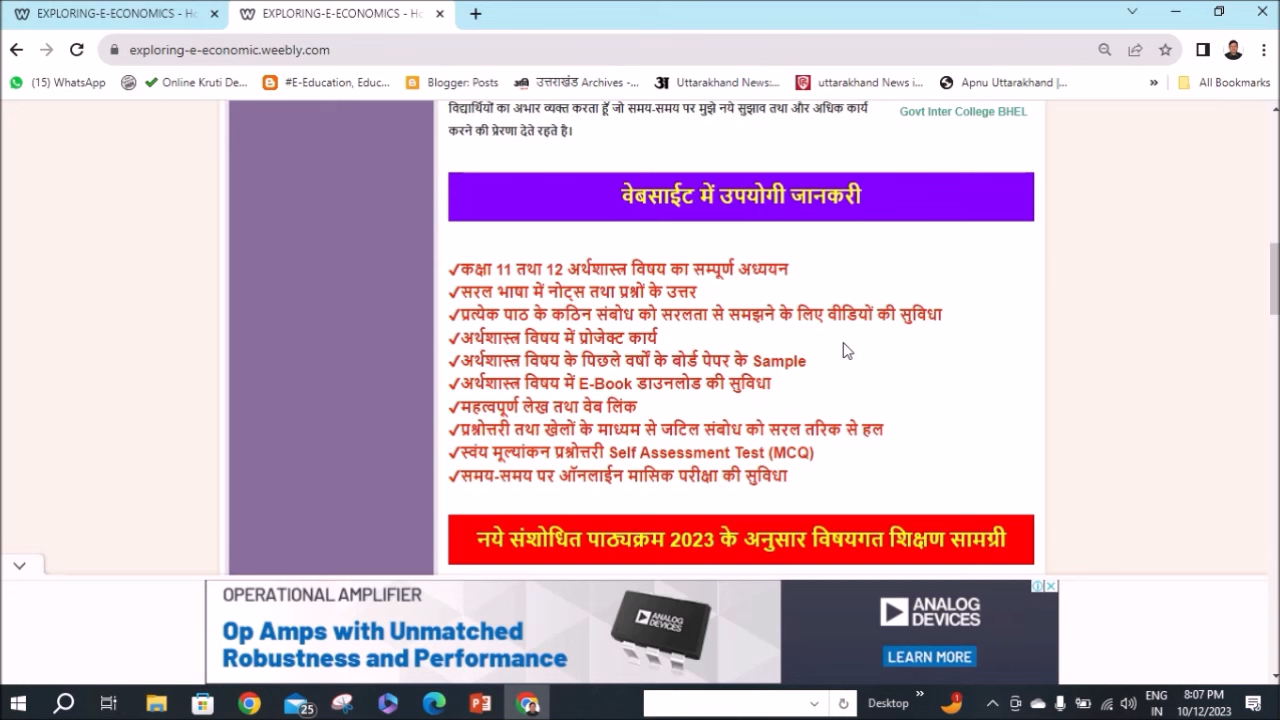 EXPLORING-E-ECONOMICS - Ho
EXPLORING-E-ECONOMICS - Ho
exploring-e-economic.weebly.com
(15) WhatsApp
Online Kruti De...
#E-Education, Educ...
Blogger: Posts
उत्तराखंड Archives -...
Uttarakhand News:...
uttarakhand News i...
Apnu Uttarakhand |...
»
All Bookmarks
विद्यार्थियों का अभार व्यक्त करता हूँ जो समय-समय पर मुझे नये सुझाव तथा और अधिक कार्य
करने की प्रेरणा देते रहते है।
Govt Inter College BHEL
वेबसाईट में उपयोगी जानकरी
✓कक्षा 11 तथा 12 अर्थशास्त्र विषय का सम्पूर्ण अध्ययन
✓सरल भाषा में नोट्स तथा प्रश्नों के उत्तर
✓प्रत्येक पाठ के कठिन संबोध को सरलता से समझने के लिए वीडियों की सुविधा
✓अर्थशास्त्र विषय में प्रोजेक्ट कार्य
✓अर्थशास्त्र विषय के पिछले वर्षों के बोर्ड पेपर के Sample
✓अर्थशास्त्र विषय में E-Book डाउनलोड की सुविधा
✓महत्वपूर्ण लेख तथा वेब लिंक
✓प्रश्नोत्तरी तथा खेलों के माध्यम से जटिल संबोध को सरल तरिक से हल
✓स्वंय मूल्यांकन प्रश्नोत्तरी Self Assessment Test (MCQ)
✓समय-समय पर ऑनलाईन मासिक परीक्षा की सुविधा
नये संशोधित पाठ्यक्रम 2023 के अनुसार विषयगत शिक्षण सामग्री
OPERATIONAL AMPLIFIER
Op Amps with Unmatched
Robustness and Performance
ANALOG
DEVICES
ANALOG
DEVICES
LEARN MORE
25
Desktop
»
1
ENG
IN
8:07 PM
10/12/2023